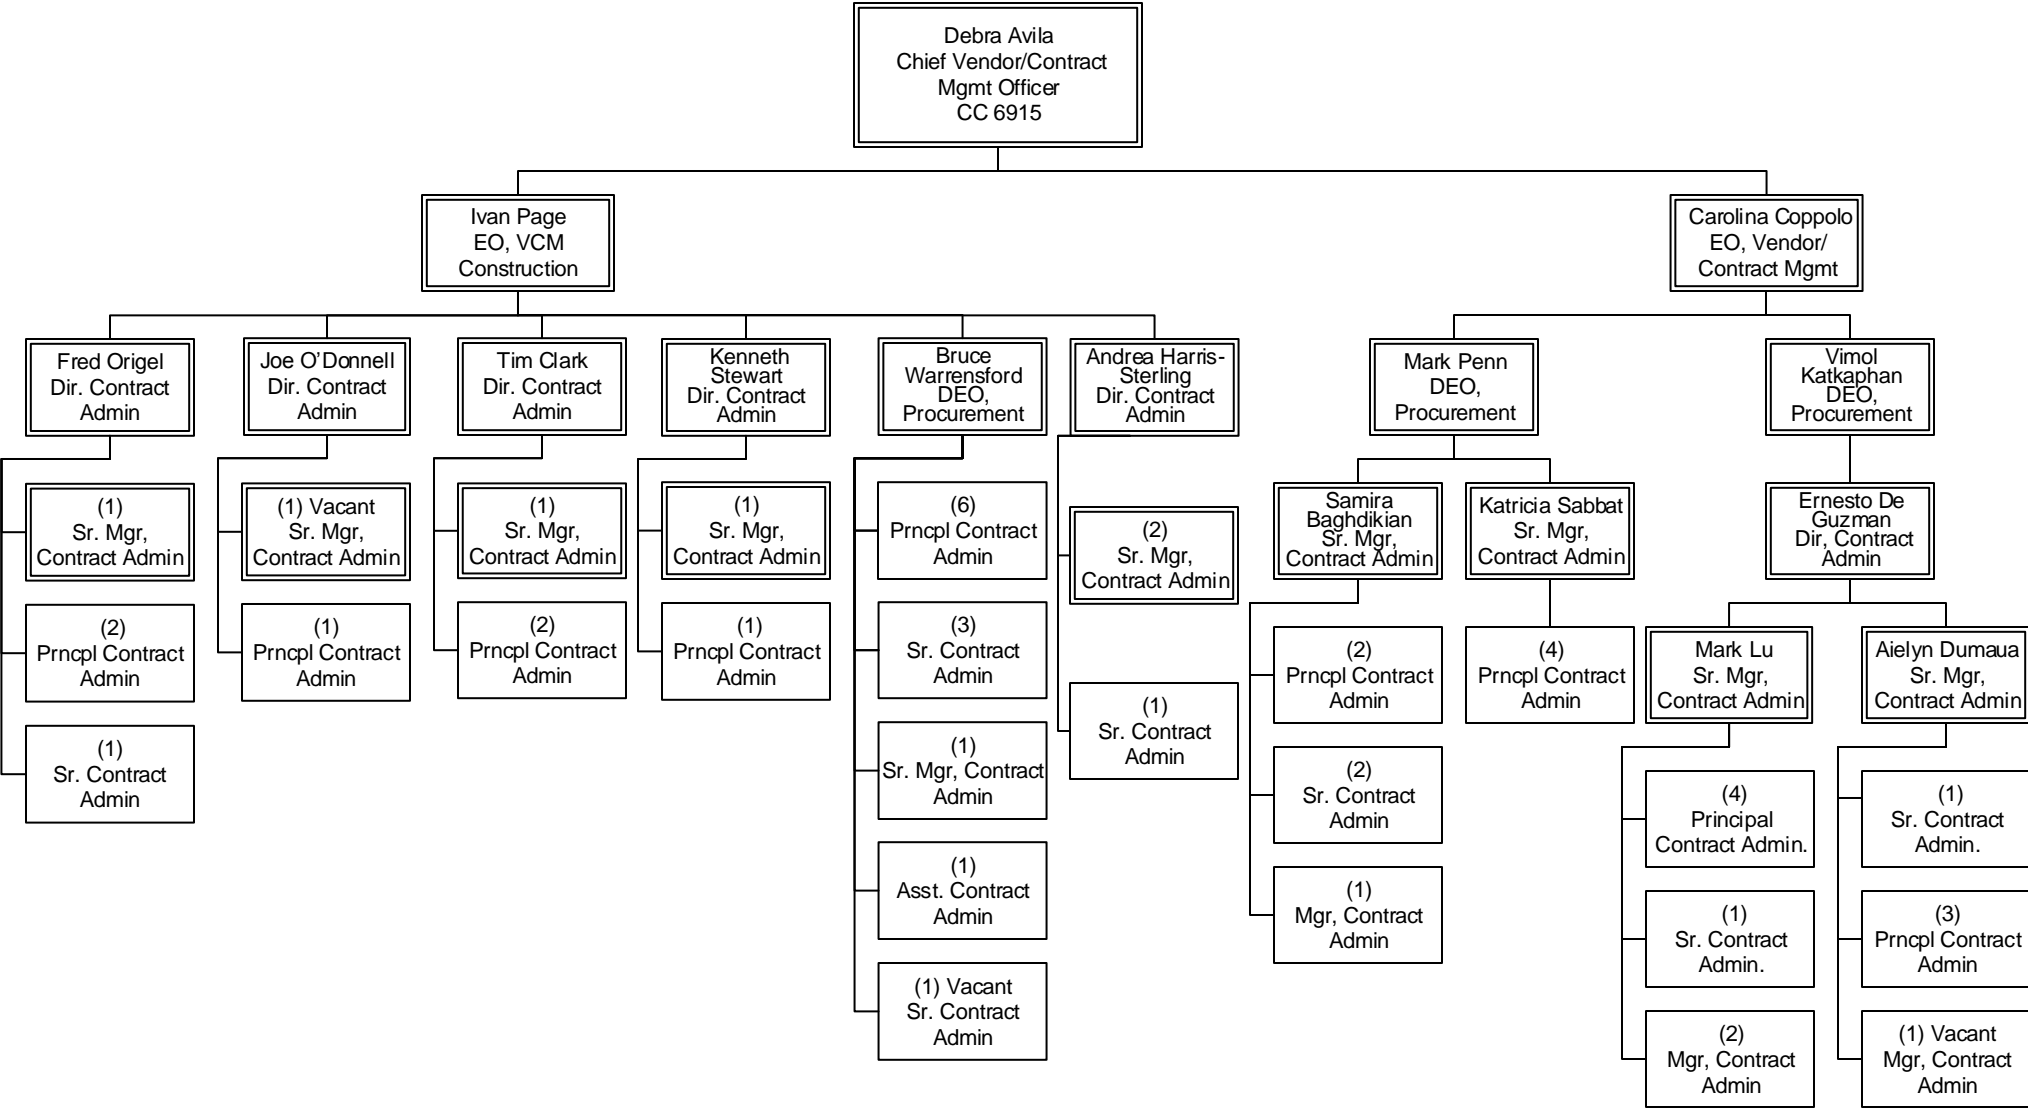 Debra Avila
Chief Vendor/Contract
Mgmt Officer
CC 6915
Ivan Page
EO, VCM
Construction
Carolina Coppolo
EO, Vendor/
Contract Mgmt
Fred Origel
Dir. Contract
Admin
Joe O’Donnell
Dir. Contract
Admin
Tim Clark
Dir. Contract
Admin
Kenneth
Stewart
Dir. Contract
Admin
Bruce
Warrensford
DEO,
Procurement
Andrea Harris-
Sterling
Dir. Contract
Admin
Mark Penn
DEO,
Procurement
Vimol
Katkaphan
DEO,
Procurement
(1)
Sr. Mgr,
Contract Admin
(2)
Prncpl Contract
Admin
(1)
Sr. Contract
Admin
(1) Vacant
Sr. Mgr,
Contract Admin
(1)
Prncpl Contract
Admin
(1)
Sr. Mgr,
Contract Admin
(2)
Prncpl Contract
Admin
(1)
Sr. Mgr,
Contract Admin
(1)
Prncpl Contract
Admin
(6)
Prncpl Contract
Admin
(3)
Sr. Contract
Admin
(1)
Sr. Mgr, Contract
Admin
(1)
Asst. Contract
Admin
(1) Vacant
Sr. Contract
Admin
(2)
Sr. Mgr,
Contract Admin
(1)
Sr. Contract
Admin
Samira
Baghdikian
Sr. Mgr,
Contract Admin
(2)
Prncpl Contract
Admin
(2)
Sr. Contract
Admin
(1)
Mgr, Contract
Admin
Katricia Sabbat
Sr. Mgr,
Contract Admin
(4)
Prncpl Contract
Admin
Ernesto De
Guzman
Dir, Contract
Admin
Mark Lu
Sr. Mgr,
Contract Admin
(4)
Principal
Contract Admin.
(1)
Sr. Contract
Admin.
(2)
Mgr, Contract
Admin
Aielyn Dumaua
Sr. Mgr,
Contract Admin
(1)
Sr. Contract
Admin.
(3)
Prncpl Contract
Admin
(1) Vacant
Mgr, Contract
Admin